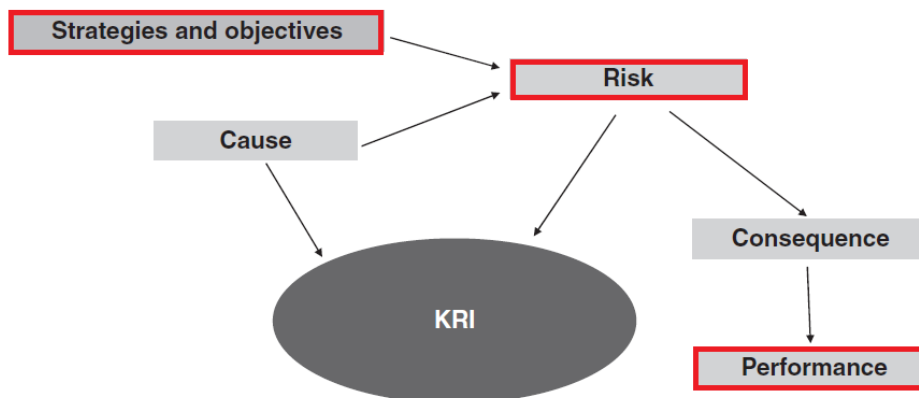 Strategies and objectives
Risk
Cause
Consequence
KRI
Performance